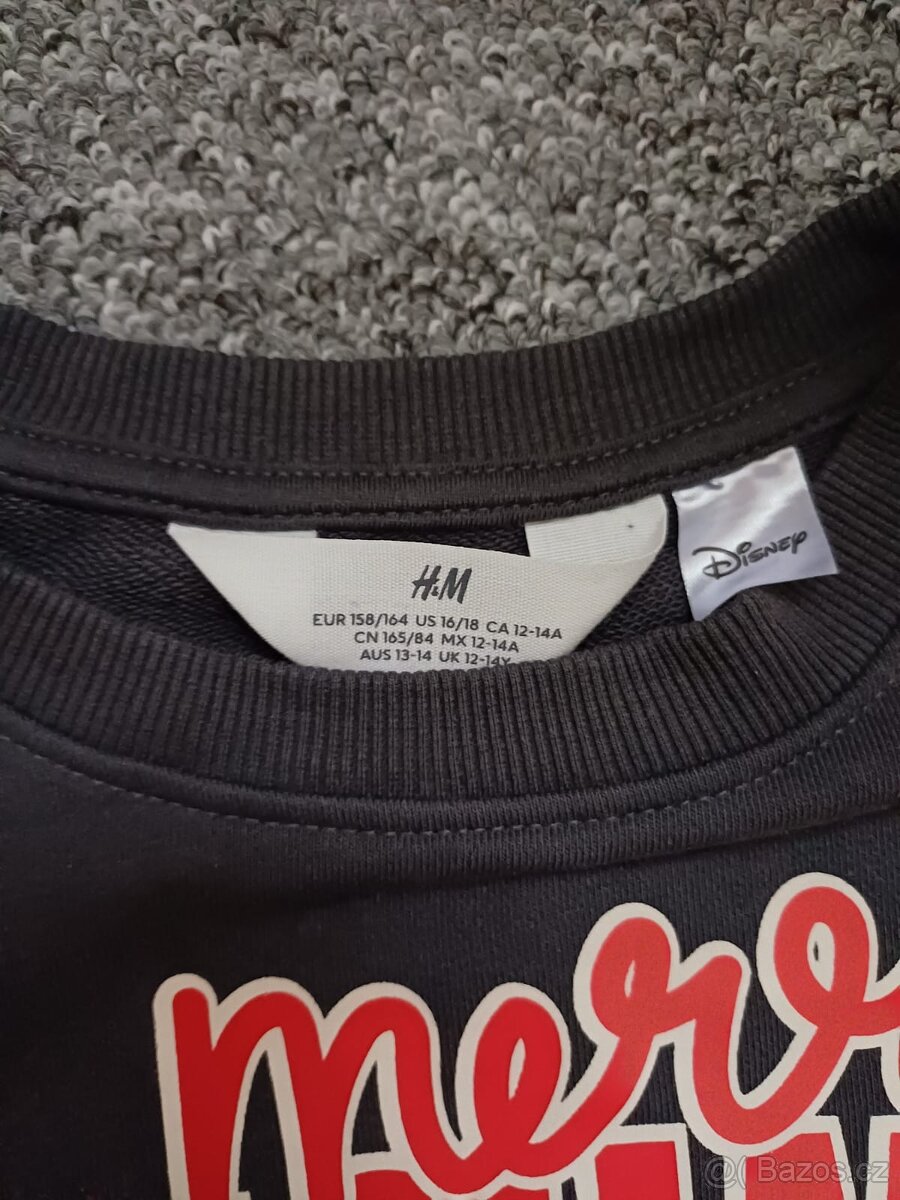 H&M
EUR 158/164 US 16/18 CA 12-14A
CN 165/84 MX 12-14A
AUS 13-14 UK 12-14Y
Disney
merr
Bazos.cz